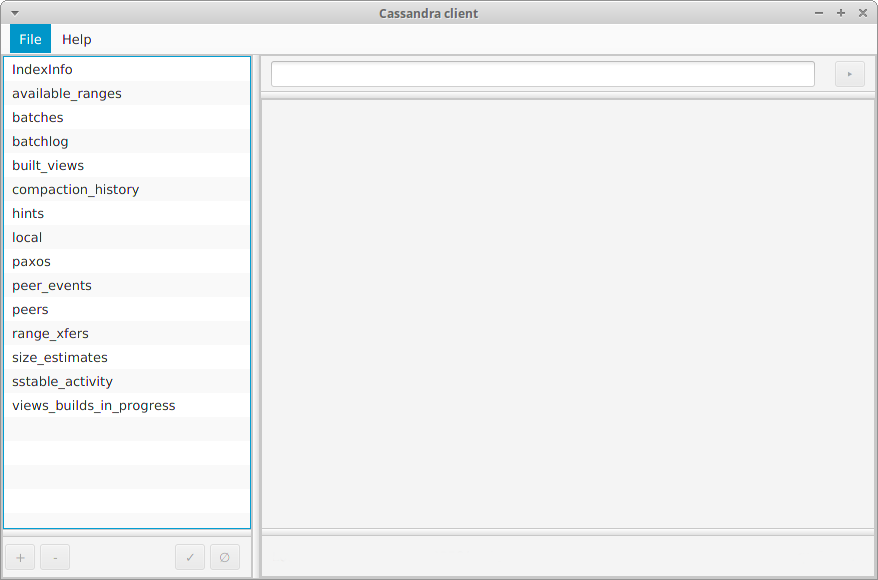 Cassandra client
File Help
IndexInfo
available_ranges
batches
batchlog
built_views
compaction_history
hints
local
paxos
peer_events
peers
range_xfers
size_estimates
sstable_activity
views_builds_in_progress
+ - ✓ ∅